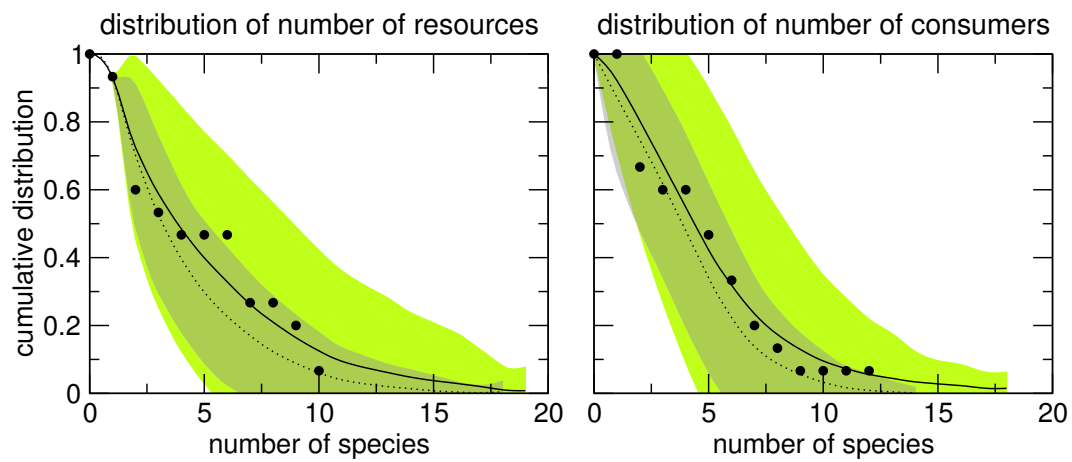 distribution of number of resources
distribution of number of consumers
cumulative distribution
1
0.8
0.6
0.4
0.2
0
0 5 10 15 20
0 5 10 15 20
number of species
number of species